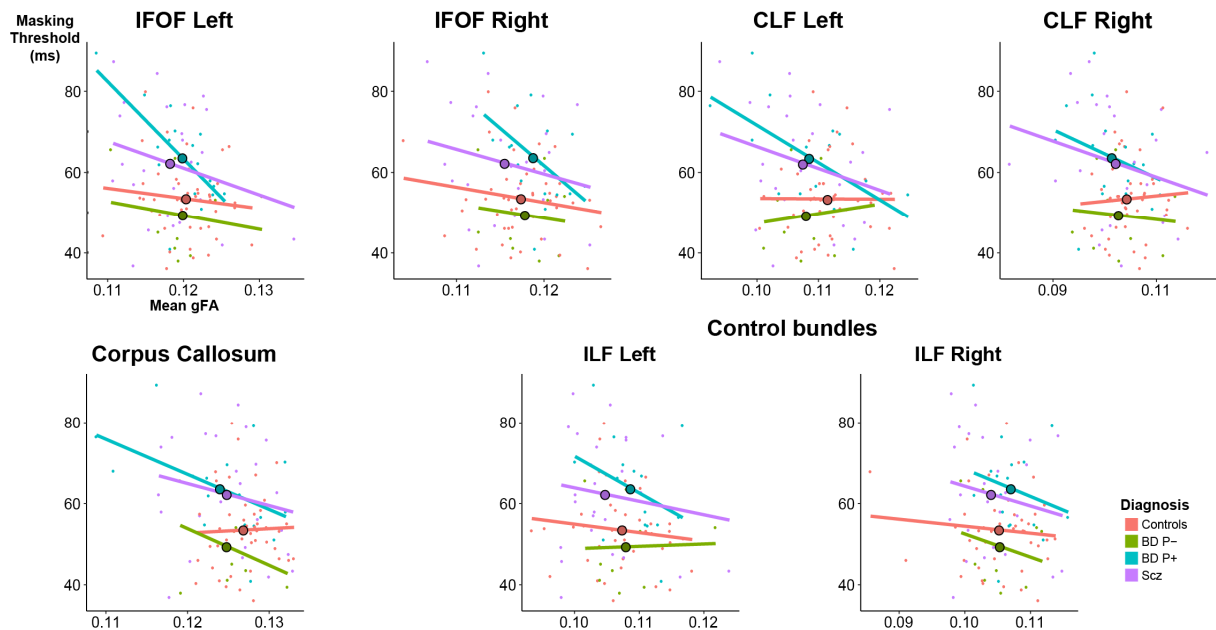 Masking
Threshold
(ms)
IFOF Left
IFOF Right
CLF Left
CLF Right
80
60
40
0.11
0.12
0.13
Mean gFA
80
60
40
0.11
0.12
80
60
40
0.10
0.11
0.12
80
60
40
0.09
0.11
Control bundles
Corpus Callosum
ILF Left
ILF Right
80
60
40
0.11
0.12
0.13
80
60
40
0.10
0.11
0.12
80
60
40
0.09
0.10
0.11
Diagnosis
Controls
BD P−
BD P+
Scz